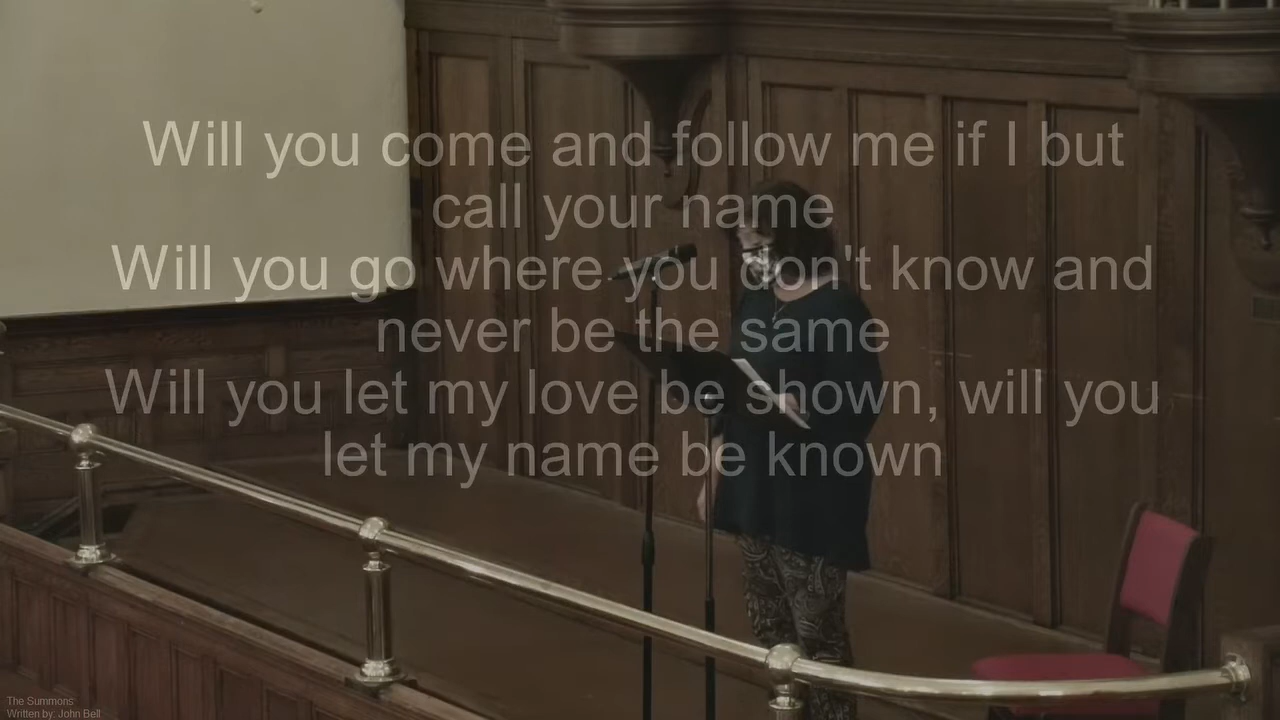 Will you come and follow me if I but
call your name
Will you go where you don't know and
never be the same
Will you let my love be shown, will you
let my name be known
The Summons
Written by: John Bell